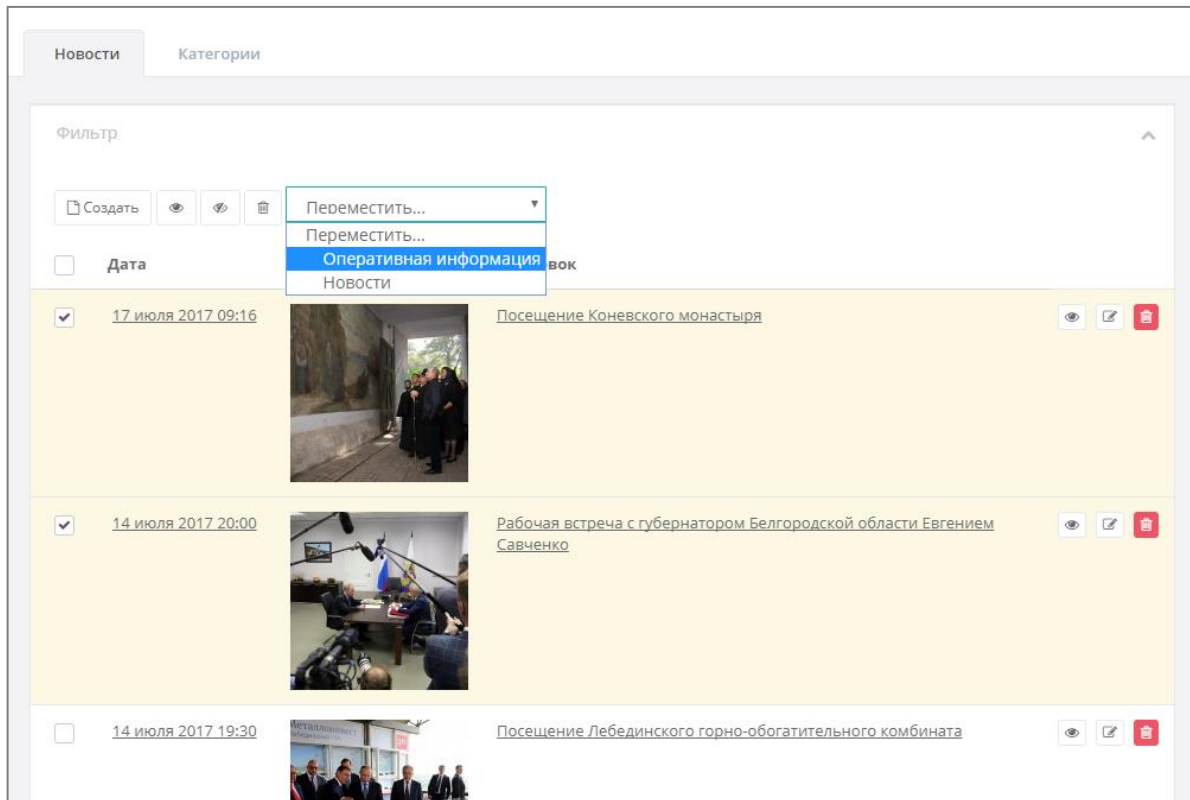 Новости
Категории
Фильтр
Создать
Переместить...
Переместить...
Оперативная информация
Новости
Дата
вок
17 июля 2017 09:16
Посещение Коневского монастыря
14 июля 2017 20:00
Рабочая встреча с губернатором Белгородской области Евгением
Савченко
14 июля 2017 19:30
Металлоинвест
Посещение Лебединского горно-обогатительного комбината